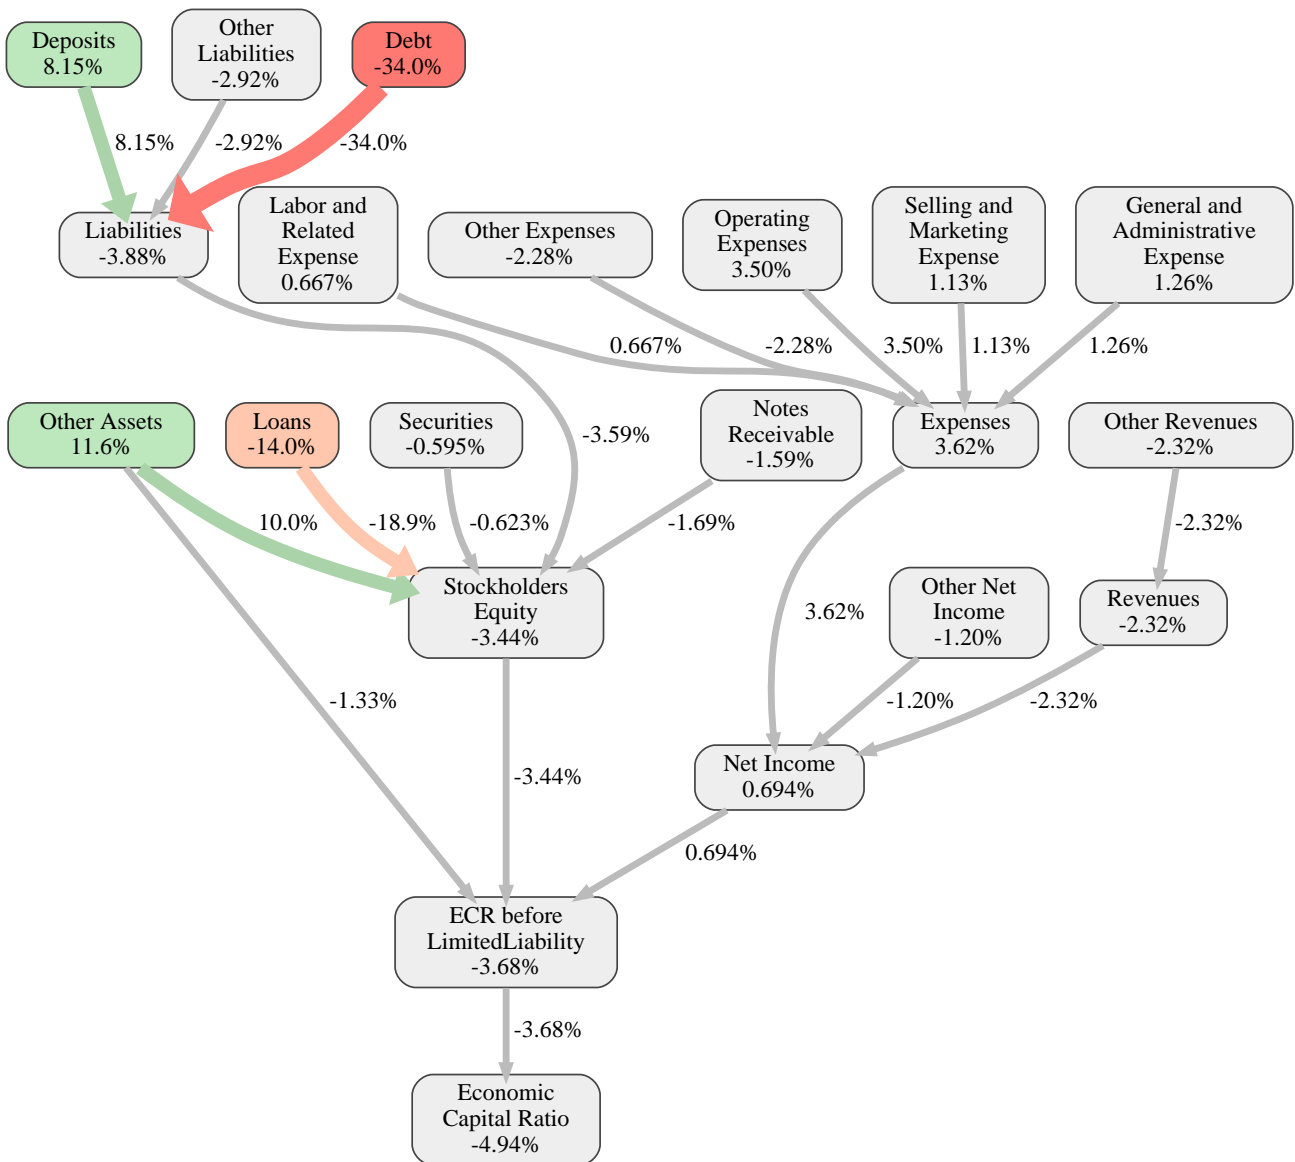 Deposits
8.15%
Other
Liabilities
-2.92%
Debt
-34.0%
8.15%
-2.92%
-34.0%
Liabilities
-3.88%
Labor and
Related
Expense
0.667%
Other Expenses
-2.28%
Operating
Expenses
3.50%
Selling and
Marketing
Expense
1.13%
General and
Administrative
Expense
1.26%
0.667%
-2.28%
3.50%
1.13%
1.26%
Other Assets
11.6%
Loans
-14.0%
Securities
-0.595%
-3.59%
Notes
Receivable
-1.59%
Expenses
3.62%
Other Revenues
-2.32%
10.0%
-18.9%
-0.623%
-1.69%
-2.32%
Stockholders
Equity
-3.44%
3.62%
Other Net
Income
-1.20%
Revenues
-2.32%
-1.33%
-1.20%
-2.32%
-3.44%
Net Income
0.694%
0.694%
ECR before
LimitedLiability
-3.68%
-3.68%
Economic
Capital Ratio
-4.94%